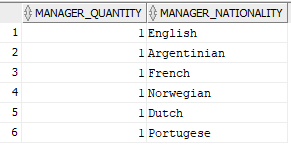 MANAGER_QUANTITY MANAGER_NATIONALITY
1 1 English
2 1 Argentinian
3 1 French
4 1 Norwegian
5 1 Dutch
6 1 Portugese